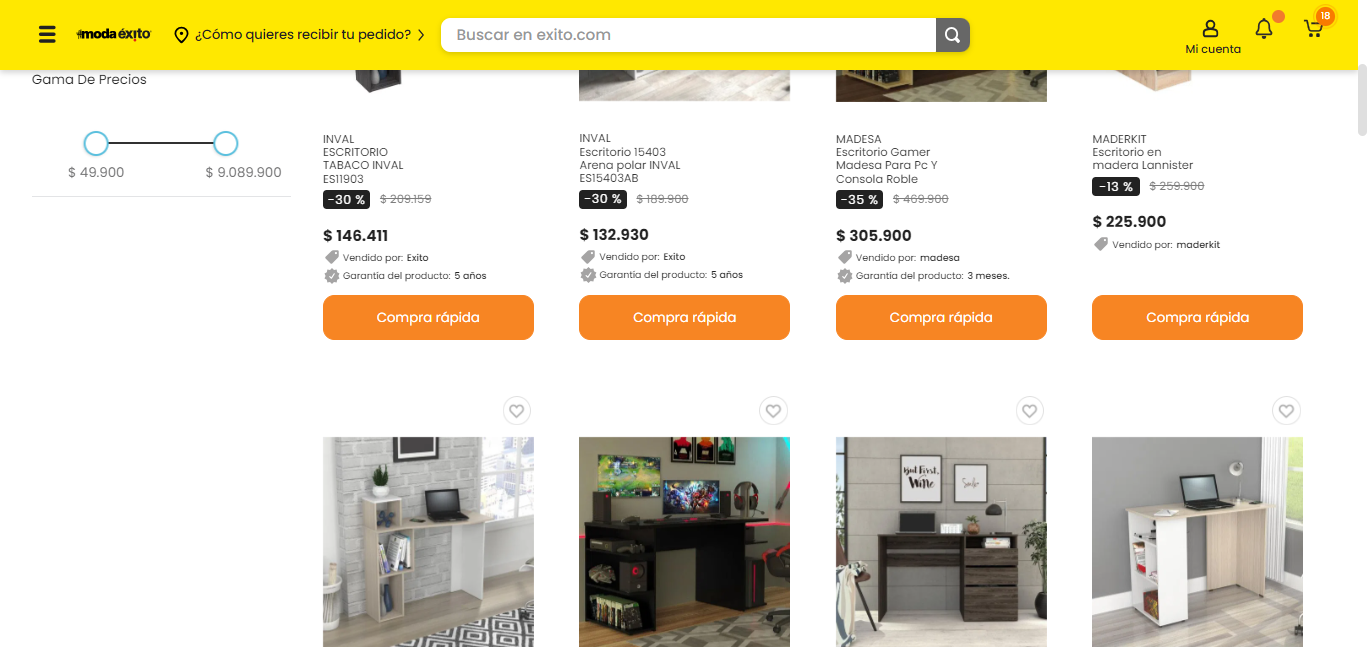 moda éxito
¿Cómo quieres recibir tu pedido?
Buscar en exito.com
Mi cuenta
18
Gama De Precios
$ 49.900
$ 9.089.900
INVAL
ESCRITORIO
TABACO INVAL
ES11903
-30 %
$ 209.159
$ 146.411
Vendido por: Exito
Garantía del producto: 5 años
Compra rápida
INVAL
Escritorio 15403
Arena polar INVAL
ES15403AB
-30 %
$ 189.900
$ 132.930
Vendido por: Exito
Garantía del producto: 5 años
Compra rápida
MADESA
Escritorio Gamer
Madesa Para Pc Y
Consola Roble
-35 %
$ 469.900
$ 305.900
Vendido por: madesa
Garantía del producto: 3 meses.
Compra rápida
MADERKIT
Escritorio en
madera Lannister
-13 %
$ 259.900
$ 225.900
Vendido por: maderkit
Compra rápida
But First,
Wine